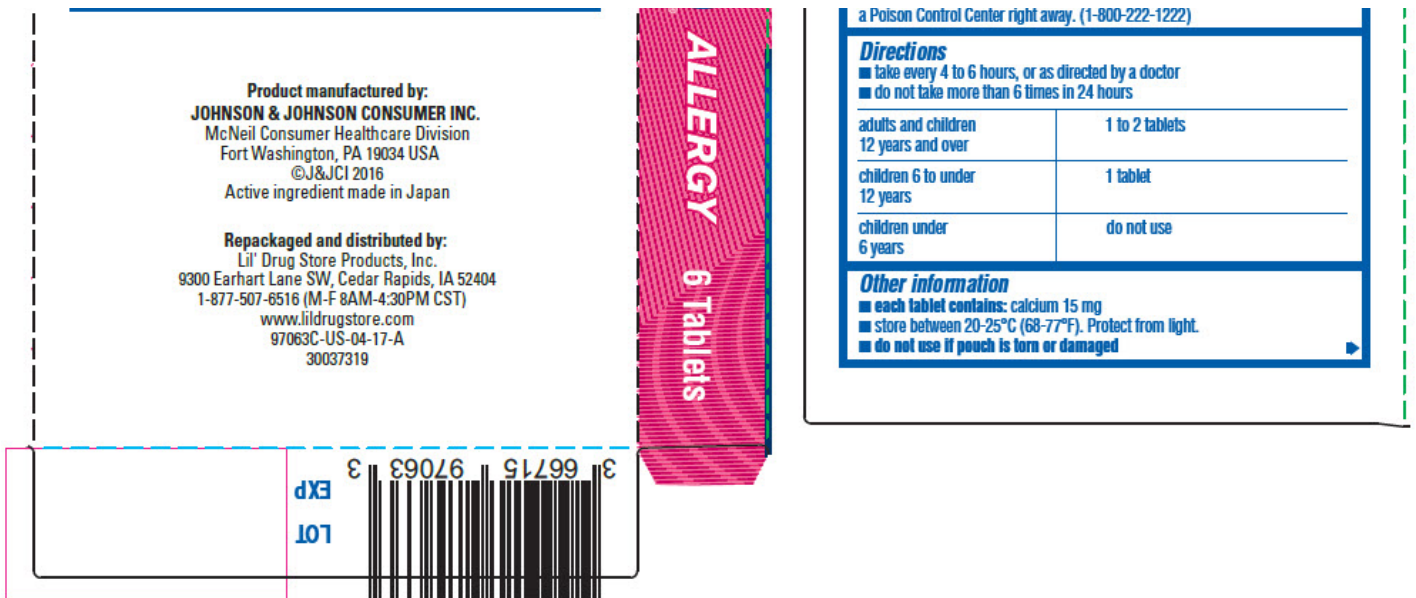 Product manufactured by:
JOHNSON & JOHNSON CONSUMER INC.
McNeil Consumer Healthcare Division
Fort Washington, PA 19034 USA
©J&JCI 2016
Active ingredient made in Japan
Repackaged and distributed by:
Lil' Drug Store Products, Inc.
9300 Earhart Lane SW, Cedar Rapids, IA 52404
1-877-507-6516 (M-F 8AM-4:30PM CST)
www.lildrugstore.com
97063C-US-04-17-A
30037319
LOT
EXP
3 66715 97063 3
ALLERGY
6 Tablets
a Poison Control Center right away. (1-800-222-1222)
Directions
■ take every 4 to 6 hours, or as directed by a doctor
■ do not take more than 6 times in 24 hours
adults and children
12 years and over
1 to 2 tablets
children 6 to under
12 years
1 tablet
children under
6 years
do not use
Other information
■ each tablet contains: calcium 15 mg
■ store between 20-25°C (68-77°F). Protect from light.
■ do not use if pouch is torn or damaged